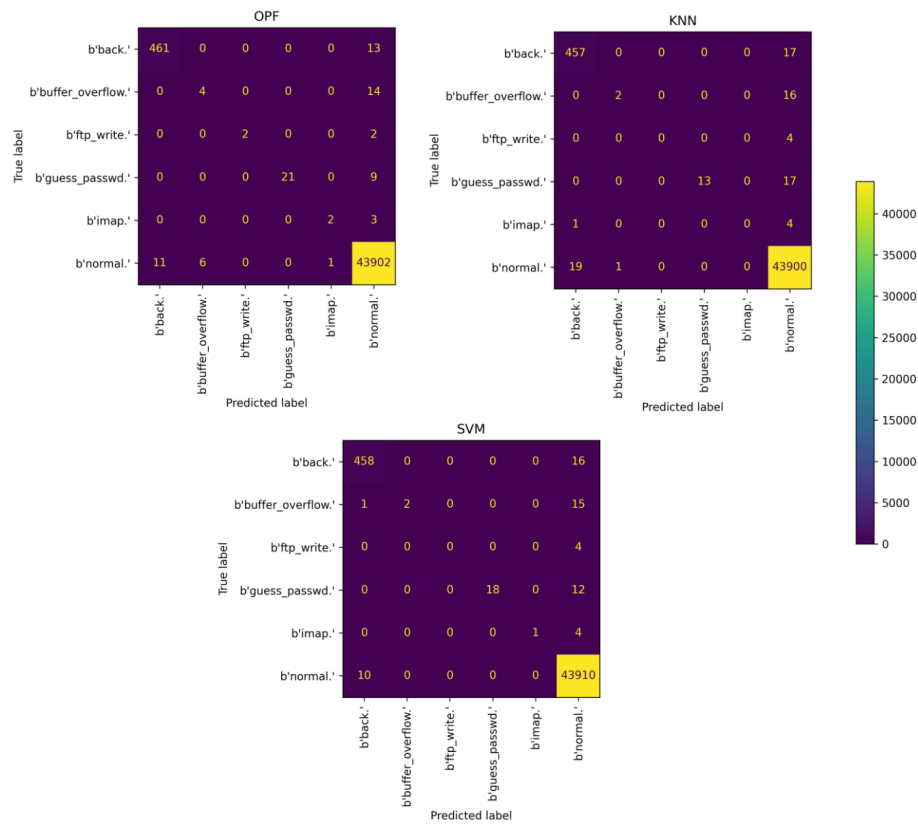 OPF
True label
b'back.' 461 0 0 0 0 13
b'buffer_overflow.' 0 4 0 0 0 14
b'ftp_write.' 0 0 2 0 0 2
b'guess_passwd.' 0 0 0 21 0 9
b'imap.' 0 0 0 0 2 3
b'normal.' 11 6 0 0 1 43902
b'back.'
b'buffer_overflow.'
b'ftp_write.'
b'guess_passwd.'
b'imap.'
b'normal.'
Predicted label
KNN
True label
b'back.' 457 0 0 0 0 17
b'buffer_overflow.' 0 2 0 0 0 16
b'ftp_write.' 0 0 0 0 0 4
b'guess_passwd.' 0 0 0 13 0 17
b'imap.' 1 0 0 0 0 4
b'normal.' 19 1 0 0 0 43900
b'back.'
b'buffer_overflow.'
b'ftp_write.'
b'guess_passwd.'
b'imap.'
b'normal.'
Predicted label
40000
35000
30000
25000
20000
15000
10000
5000
0
SVM
True label
b'back.' 458 0 0 0 0 16
b'buffer_overflow.' 1 2 0 0 0 15
b'ftp_write.' 0 0 0 0 0 4
b'guess_passwd.' 0 0 0 18 0 12
b'imap.' 0 0 0 0 1 4
b'normal.' 10 0 0 0 0 43910
b'back.'
b'buffer_overflow.'
b'ftp_write.'
b'guess_passwd.'
b'imap.'
b'normal.'
Predicted label